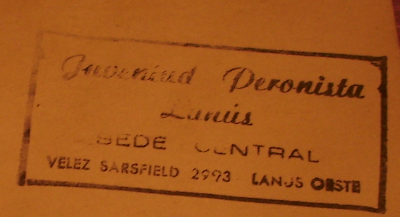 Juventud Peronista
Lanús
SEDE CENTRAL
VELEZ SARSFIELD 2993 LANUS OESTE